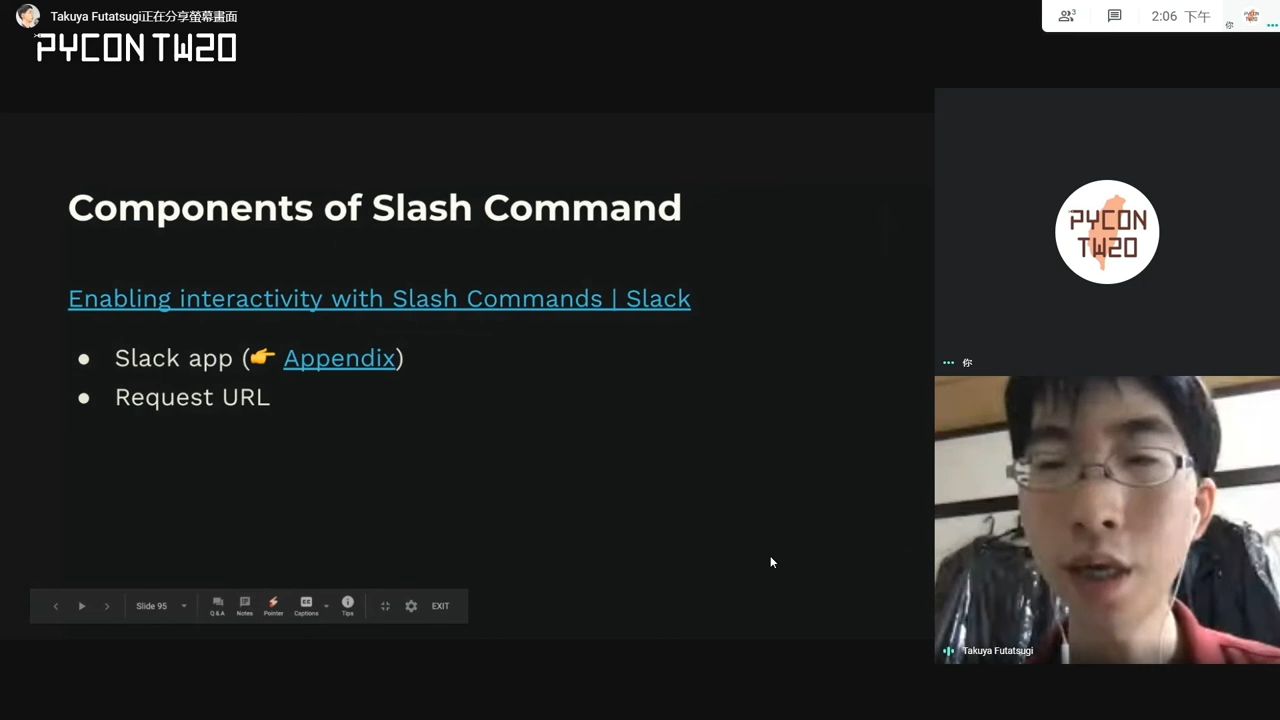 Takuya Futatsugi正在分享螢幕畫面
PYCON TW20
3
2:06 下午
你
Components of Slash Command
Enabling interactivity with Slash Commands | Slack
● Slack app (👉 Appendix)
● Request URL
PYCON
TW20
你
Slide 95
Q&A
Notes
Pointer
Captions
Tips
EXIT
Takuya Futatsugi